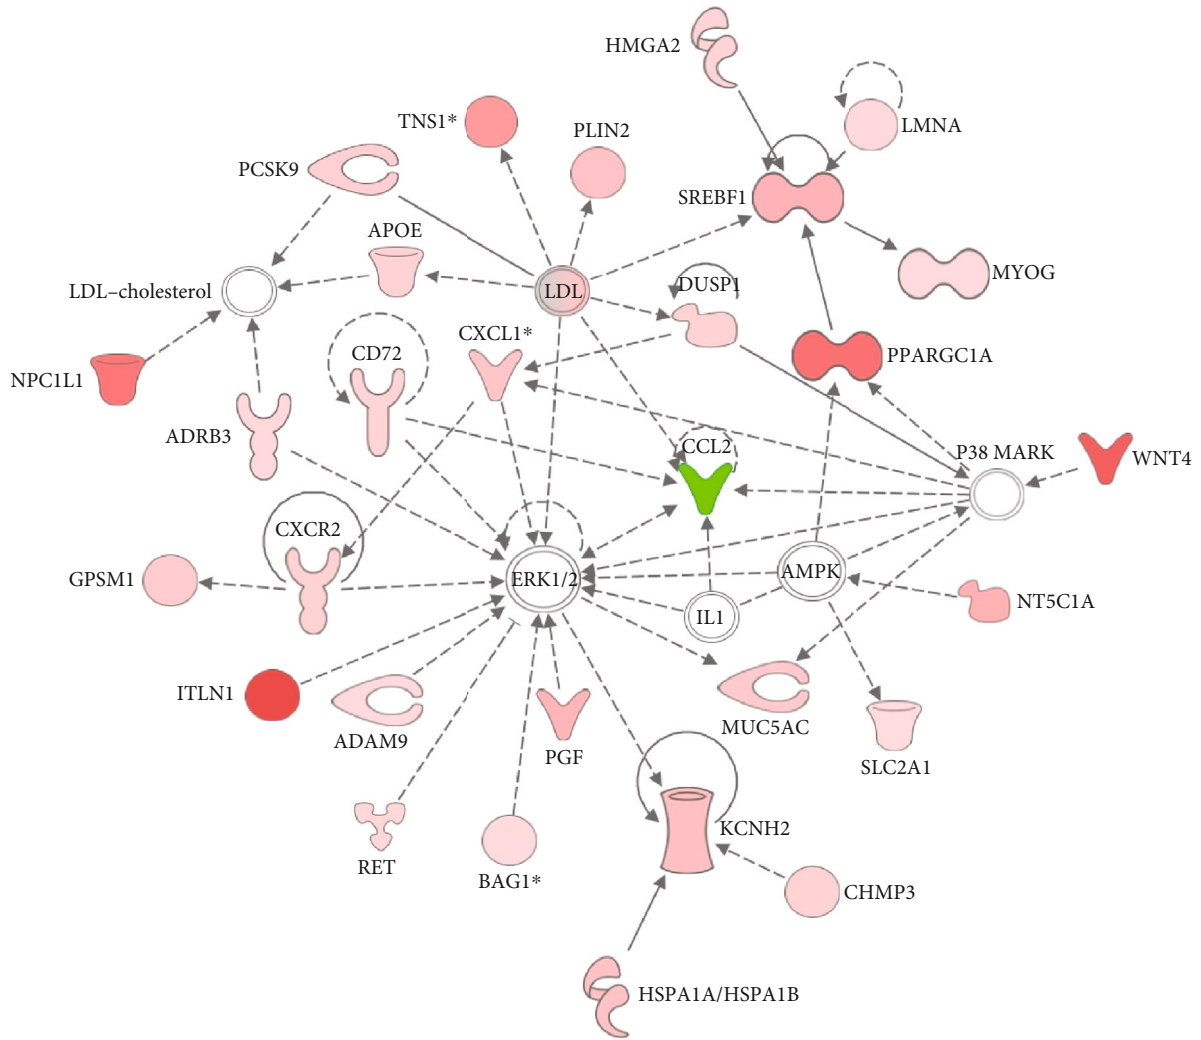 HMGA2
TNS1*
PLIN2
LMNA
PCSK9
SREBF1
APOE
MYOG
LDL-cholesterol
LDL
DUSP1
CXCL1*
CD72
PPARGC1A
NPC1L1
ADRB3
CCL2
P38 MARK
WNT4
CXCR2
GPSM1
ERK1/2
AMPK
IL1
NT5C1A
ITLN1
ADAM9
PGF
MUC5AC
SLC2A1
KCNH2
RET
BAG1*
CHMP3
HSPA1A/HSPA1B